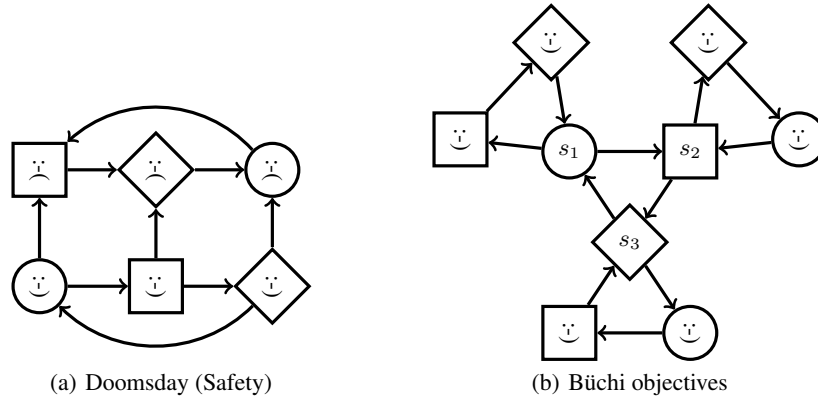 s₁ s₂
s₃
(a) Doomsday (Safety) (b) Büchi objectives